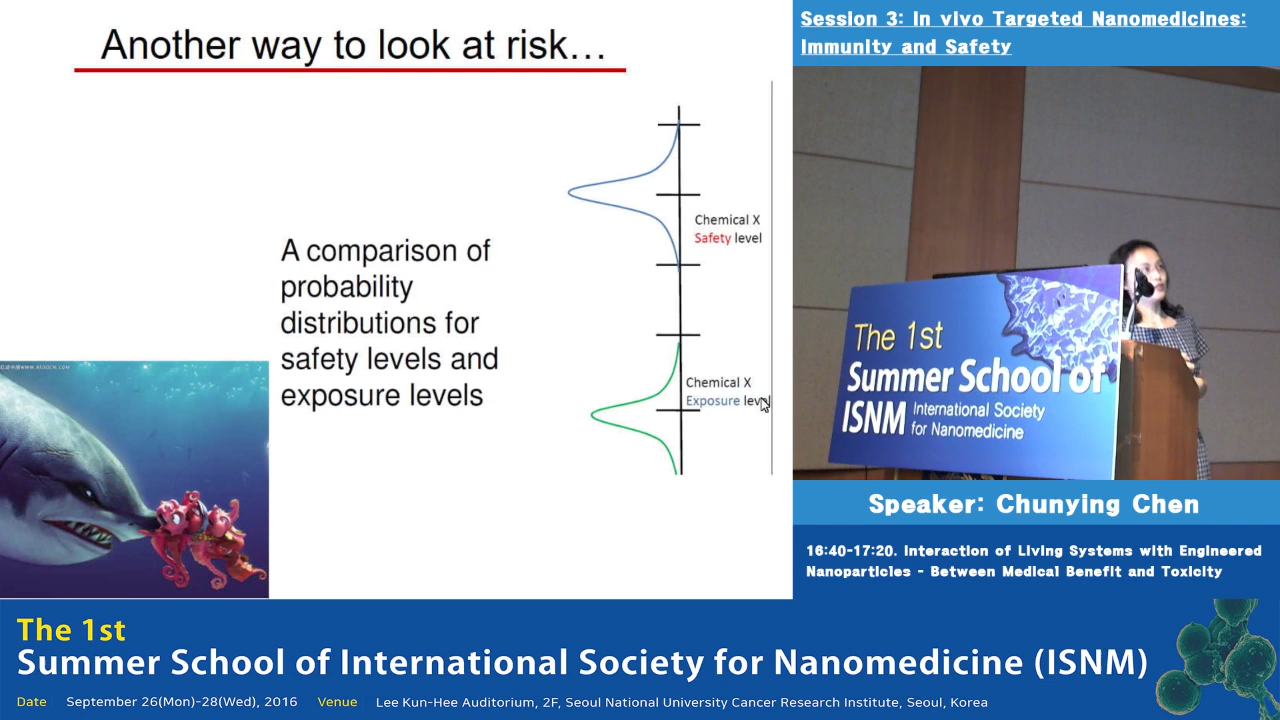 Another way to look at risk…
A comparison of
probability
distributions for
safety levels and
exposure levels
Chemical X
Safety level
Chemical X
Exposure level
Session 3: In vivo Targeted Nanomedicines:
Immunity and Safety
The 1st
Summer School of
ISNM International Society
for Nanomedicine
Speaker: Chunying Chen
16:40-17:20. Interaction of Living Systems with Engineered
Nanoparticles - Between Medical Benefit and Toxicity
The 1st
Summer School of International Society for Nanomedicine (ISNM)
Date September 26(Mon)-28(Wed), 2016 Venue Lee Kun-Hee Auditorium, 2F, Seoul National University Cancer Research Institute, Seoul, Korea